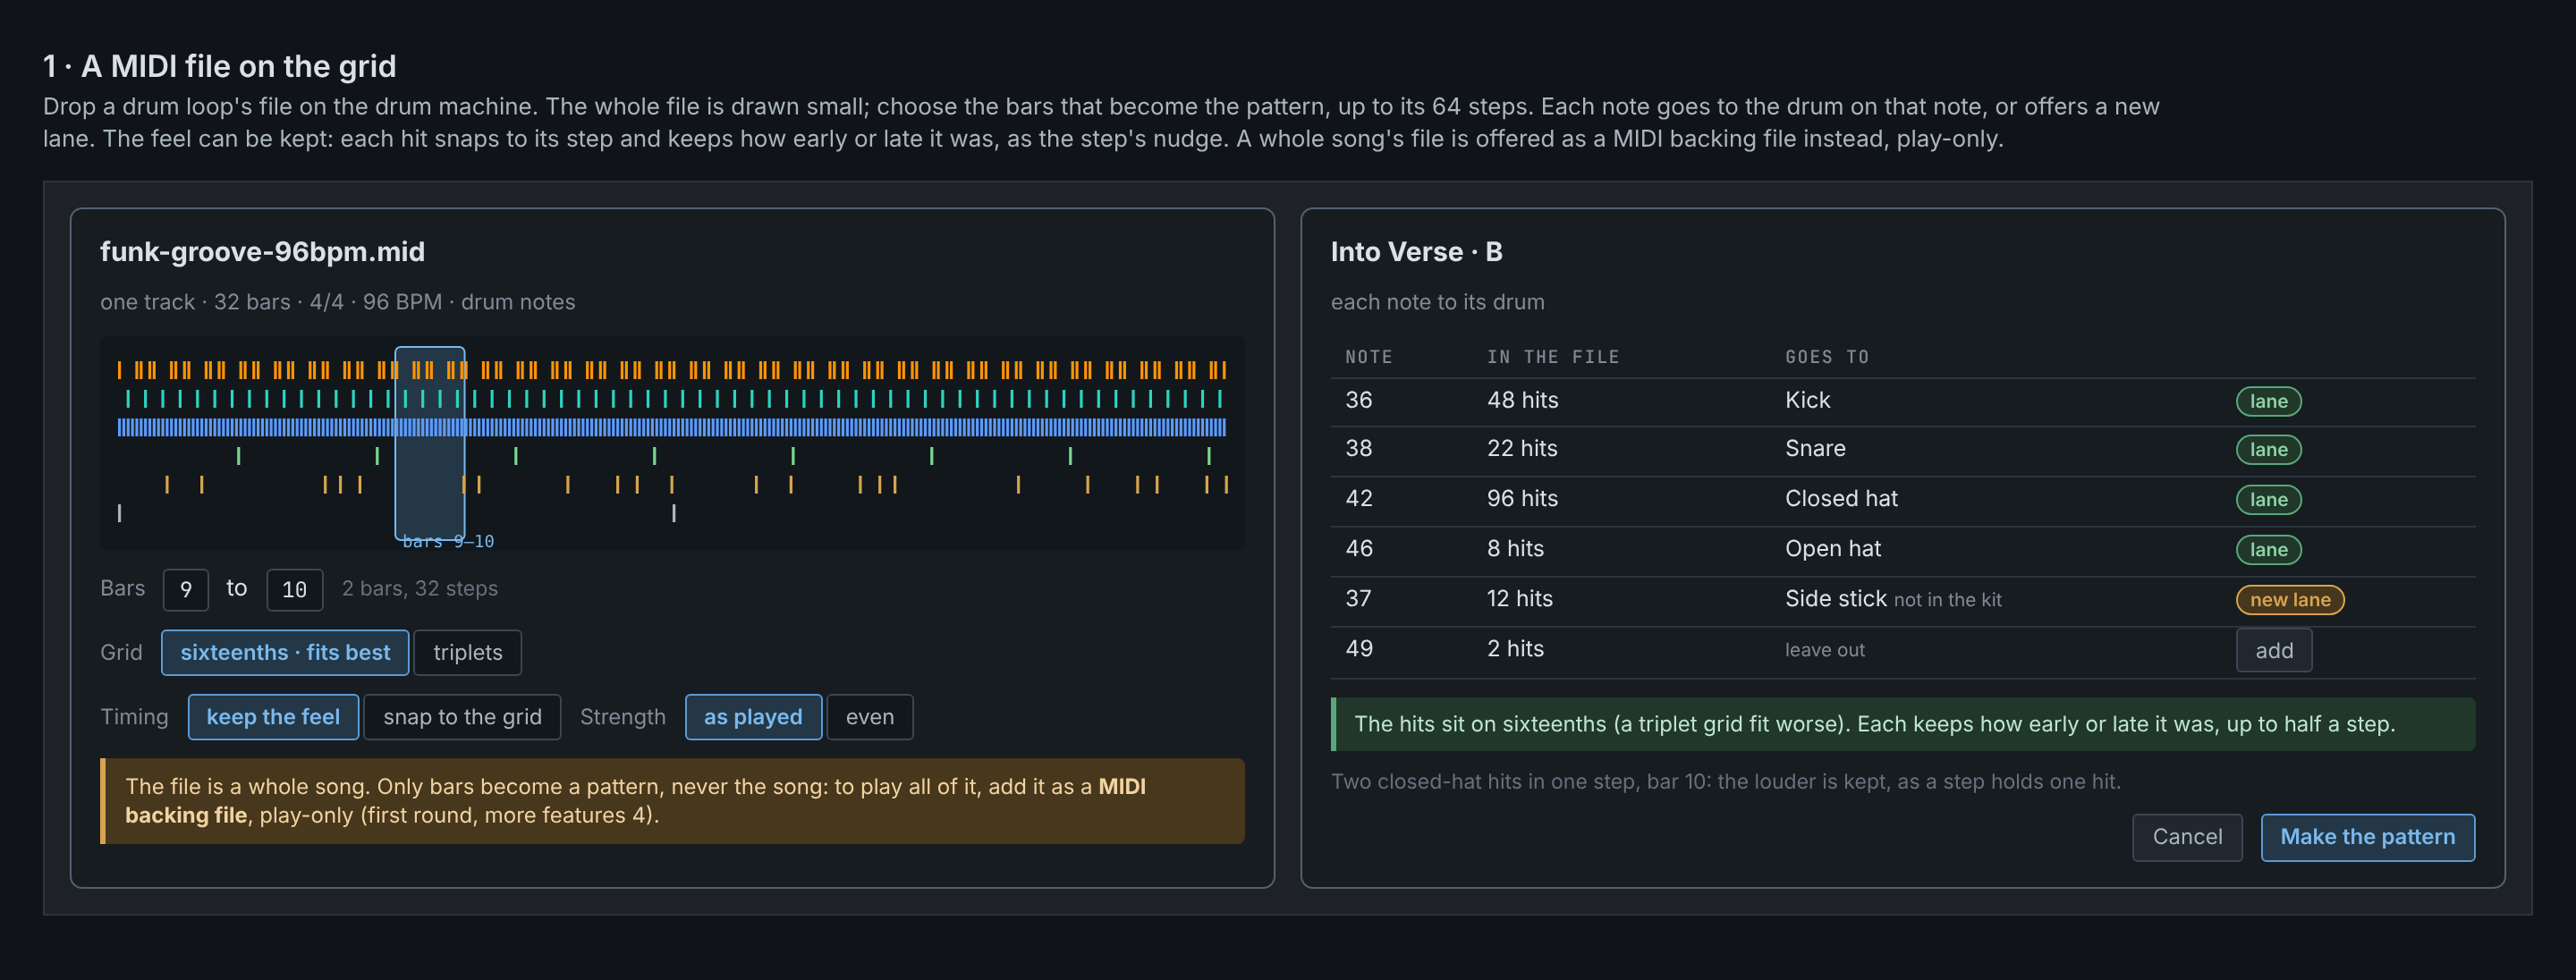 1 · A MIDI file on the grid
Drop a drum loop's file on the drum machine. The whole file is drawn small; choose the bars that become the pattern, up to its 64 steps. Each note goes to the drum on that note, or offers a new
lane. The feel can be kept: each hit snaps to its step and keeps how early or late it was, as the step's nudge. A whole song's file is offered as a MIDI backing file instead, play-only.
funk-groove-96bpm.mid
one track · 32 bars · 4/4 · 96 BPM · drum notes
bars 9–10
Bars 9 to 10 2 bars, 32 steps
Grid sixteenths · fits best triplets
Timing keep the feel snap to the grid Strength as played even
The file is a whole song. Only bars become a pattern, never the song: to play all of it, add it as a MIDI
backing file, play-only (first round, more features 4).
Into Verse · B
each note to its drum
NOTE IN THE FILE GOES TO
36 48 hits Kick lane
38 22 hits Snare lane
42 96 hits Closed hat lane
46 8 hits Open hat lane
37 12 hits Side stick not in the kit new lane
49 2 hits leave out add
The hits sit on sixteenths (a triplet grid fit worse). Each keeps how early or late it was, up to half a step.
Two closed-hat hits in one step, bar 10: the louder is kept, as a step holds one hit.
Cancel Make the pattern